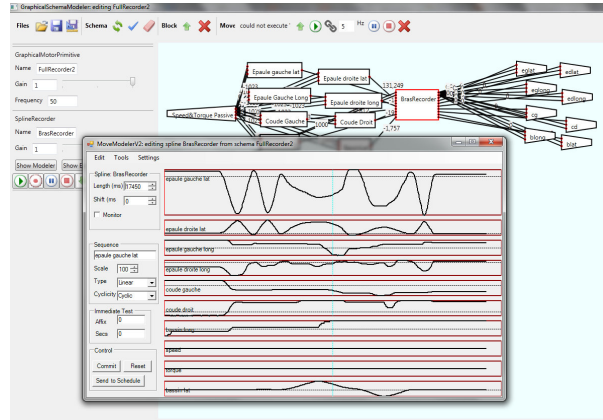 GraphicalSchemaModeler: editing FullRecorder2
Files Schema Block Move could not execute 5 Hz
GraphicalMotorPrimitive
Name FullRecorder2
Gain 1
Frequency 50
SplineRecorder
Name BrasRecorder
Gain 1
Show Modeler
Epaule gauche lat
Epaule droite lat
Epaule Gauche Long
Epaule droite long
Coude Gauche
Coude Droit
Speed&Torque Passive
BrasRecorder
131,249
1000
-1,757
eglat
edlat
eglong
edlong
cg
cd
blong
blat
MoveModelerV2: editing spline BrasRecorder from schema FullRecorder2
Edit Tools Settings
Spline: BrasRecorder
Length (ms) 17450
Shift (ms 0
Monitor
Sequence
epaule gauche lat
Scale 100
Type Linear
Cyclicity Cyclic
Immediate Test
Affix 0
Secs 0
Control
Commit Reset
Send to Schedule
epaule gauche lat
epaule droite lat
epaule gauche long
epaule droite long
coude gauche
coude droit
bassin long
speed
torque
bassin lat